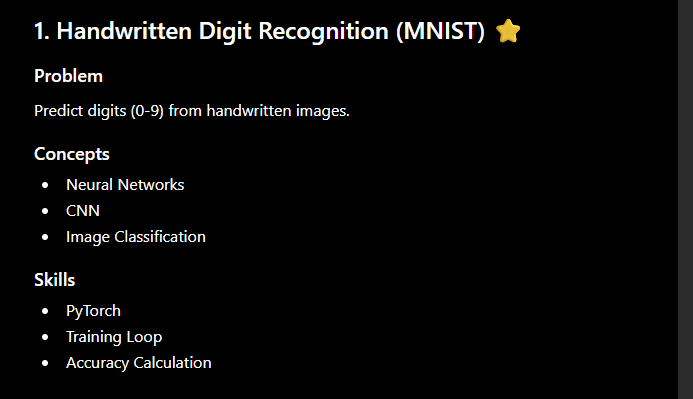 1. Handwritten Digit Recognition (MNIST) ⭐
Problem
Predict digits (0-9) from handwritten images.
Concepts
• Neural Networks
• CNN
• Image Classification
Skills
• PyTorch
• Training Loop
• Accuracy Calculation